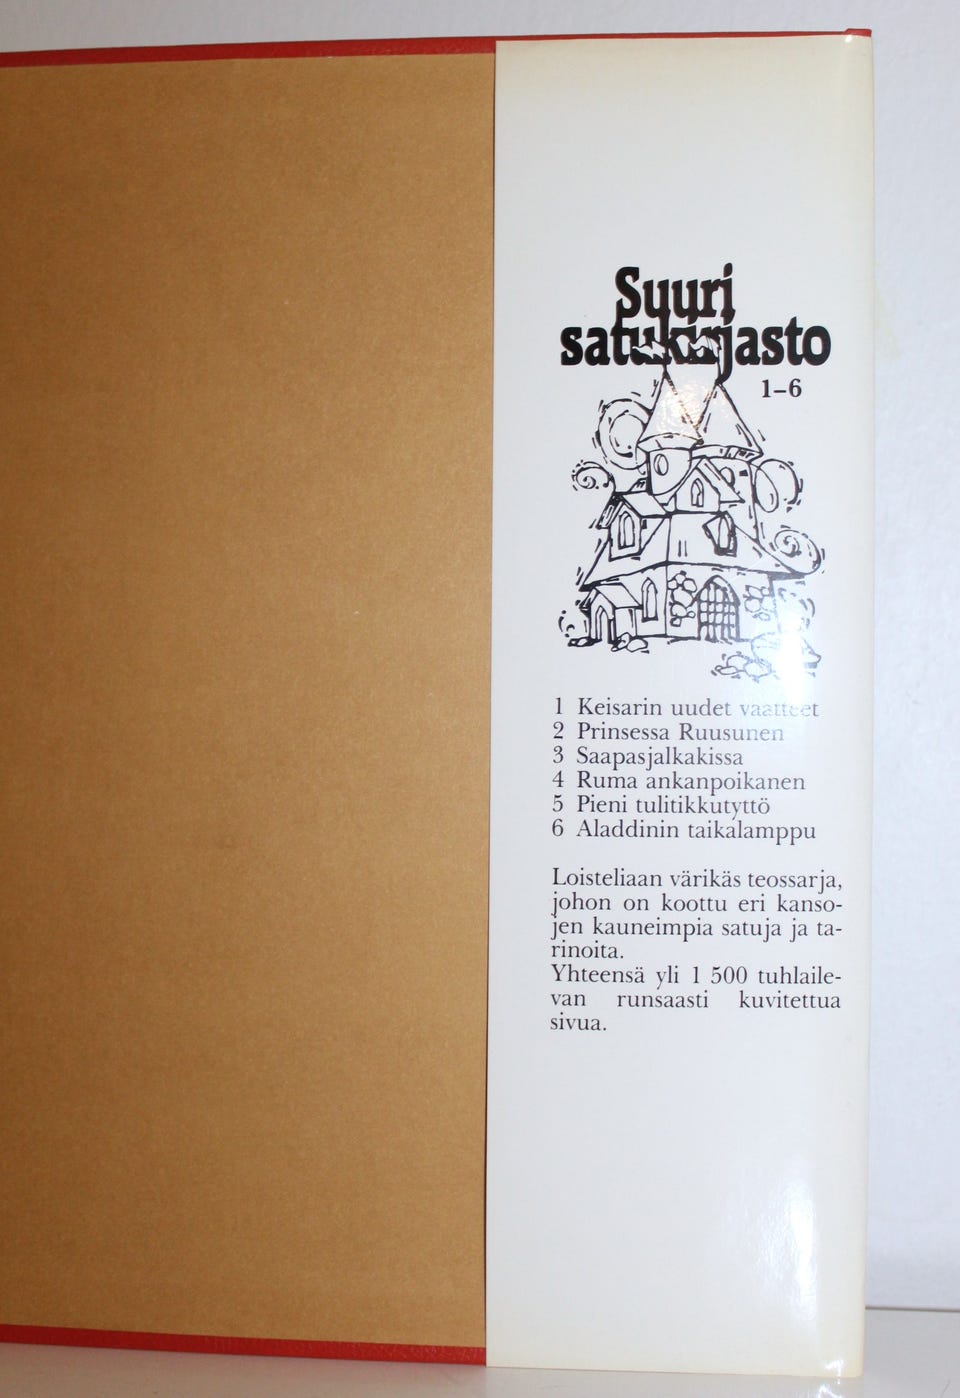 Suuri
satukirjasto
1–6
1 Keisarin uudet vaatteet
2 Prinsessa Ruusunen
3 Saapasjalkakissa
4 Ruma ankanpoikanen
5 Pieni tulitikkutyttö
6 Aladdinin taikalamppu
Loisteliaan värikäs teossarja,
johon on koottu eri kanso-
jen kauneimpia satuja ja ta-
rinoita.
Yhteensä yli 1 500 tuhlaile-
van runsaasti kuvitettua
sivua.